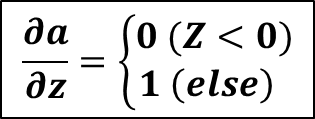 ∂a/∂z = { 0 (Z < 0)
1 (else)